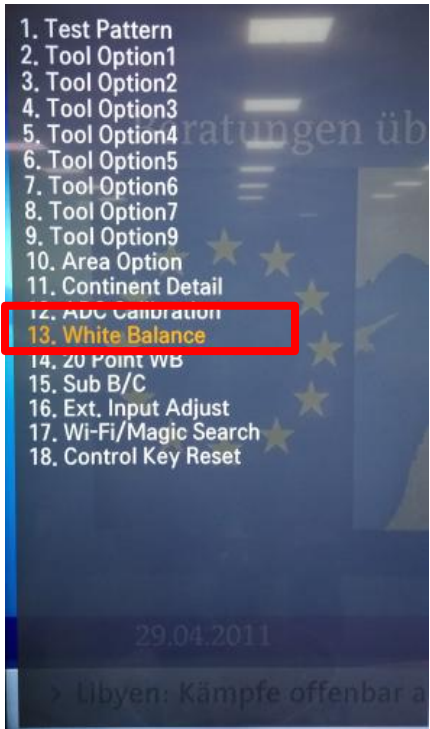 1. Test Pattern
2. Tool Option1
3. Tool Option2
4. Tool Option3
5. Tool Option4
6. Tool Option5
7. Tool Option6
8. Tool Option7
9. Tool Option9
10. Area Option
11. Continent Detail
12. ADC Calibration
13. White Balance
14. 20 Point WB
15. Sub B/C
16. Ext. Input Adjust
17. Wi-Fi/Magic Search
18. Control Key Reset
ratungen üb
29.04.2011
> Libyen: Kämpfe offenbar a